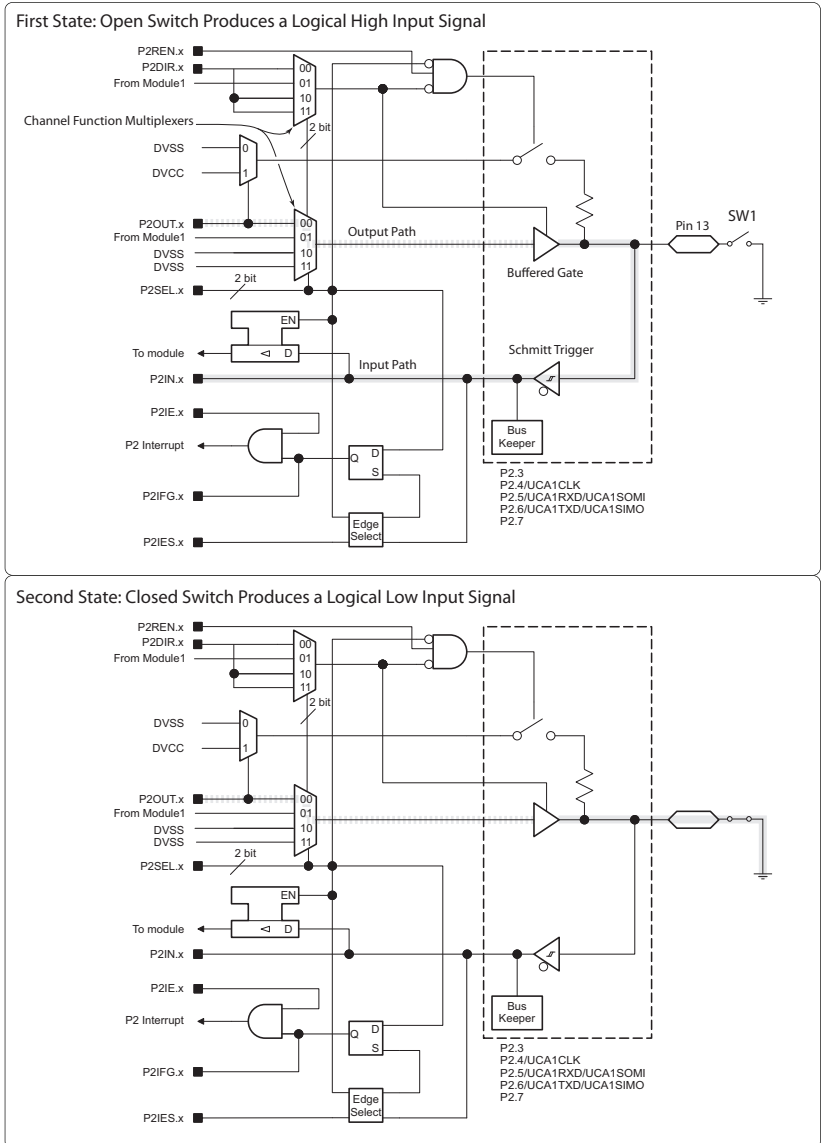 First State: Open Switch Produces a Logical High Input Signal
P2REN.x
P2DIR.x
From Module1
00
01
10
11
2 bit
Channel Function Multiplexers
DVSS
DVCC
0
1
P2OUT.x
From Module1
DVSS
DVSS
00
01
10
11
Output Path
Buffered Gate
Pin 13
SW1
P2SEL.x
2 bit
EN
D
To module
P2IN.x
Input Path
Schmitt Trigger
Bus
Keeper
P2IE.x
P2 Interrupt
Q
D
S
P2IFG.x
Edge
Select
P2IES.x
P2.3
P2.4/UCA1CLK
P2.5/UCA1RXD/UCA1SOMI
P2.6/UCA1TXD/UCA1SIMO
P2.7
Second State: Closed Switch Produces a Logical Low Input Signal
P2REN.x
P2DIR.x
From Module1
00
01
10
11
2 bit
DVSS
DVCC
0
1
P2OUT.x
From Module1
DVSS
DVSS
00
01
10
11
P2SEL.x
2 bit
EN
D
To module
P2IN.x
Bus
Keeper
P2IE.x
P2 Interrupt
Q
D
S
P2IFG.x
Edge
Select
P2IES.x
P2.3
P2.4/UCA1CLK
P2.5/UCA1RXD/UCA1SOMI
P2.6/UCA1TXD/UCA1SIMO
P2.7